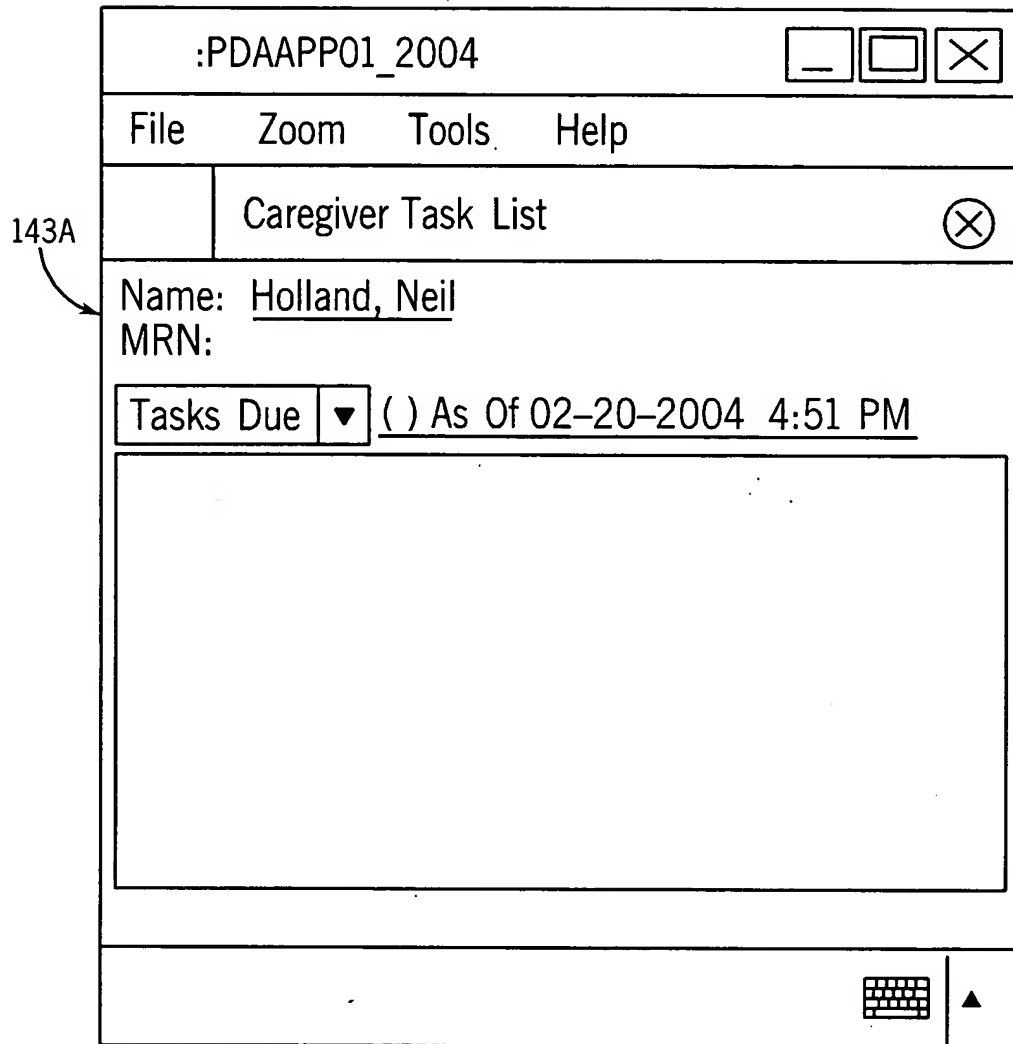 :PDAAPP01_2004
File Zoom Tools Help
Caregiver Task List
143A
Name: Holland, Neil
MRN:
Tasks Due ( ) As Of 02–20–2004 4:51 PM